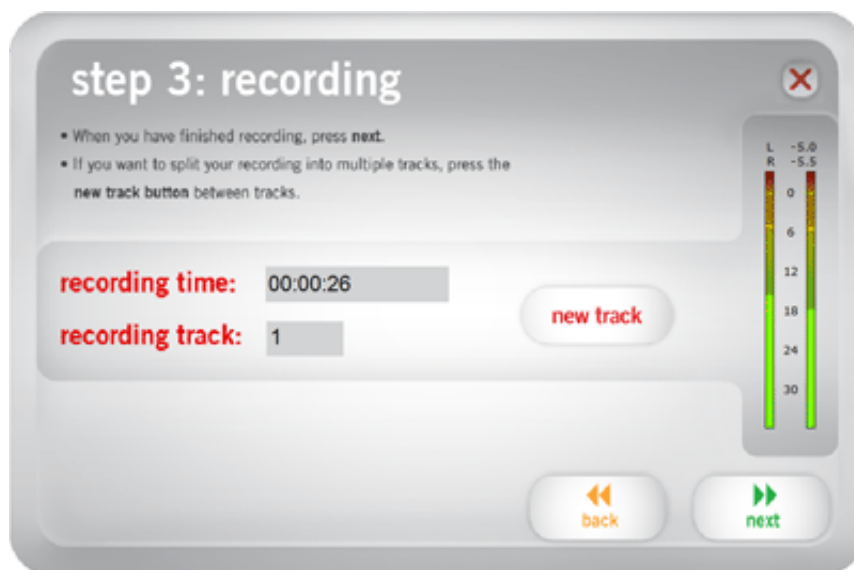 step 3: recording
• When you have finished recording, press next.
• If you want to split your recording into multiple tracks, press the
new track button between tracks.
L -5.0
R -5.5
0
6
12
18
24
30
recording time: 00:00:26
recording track: 1
new track
back
next